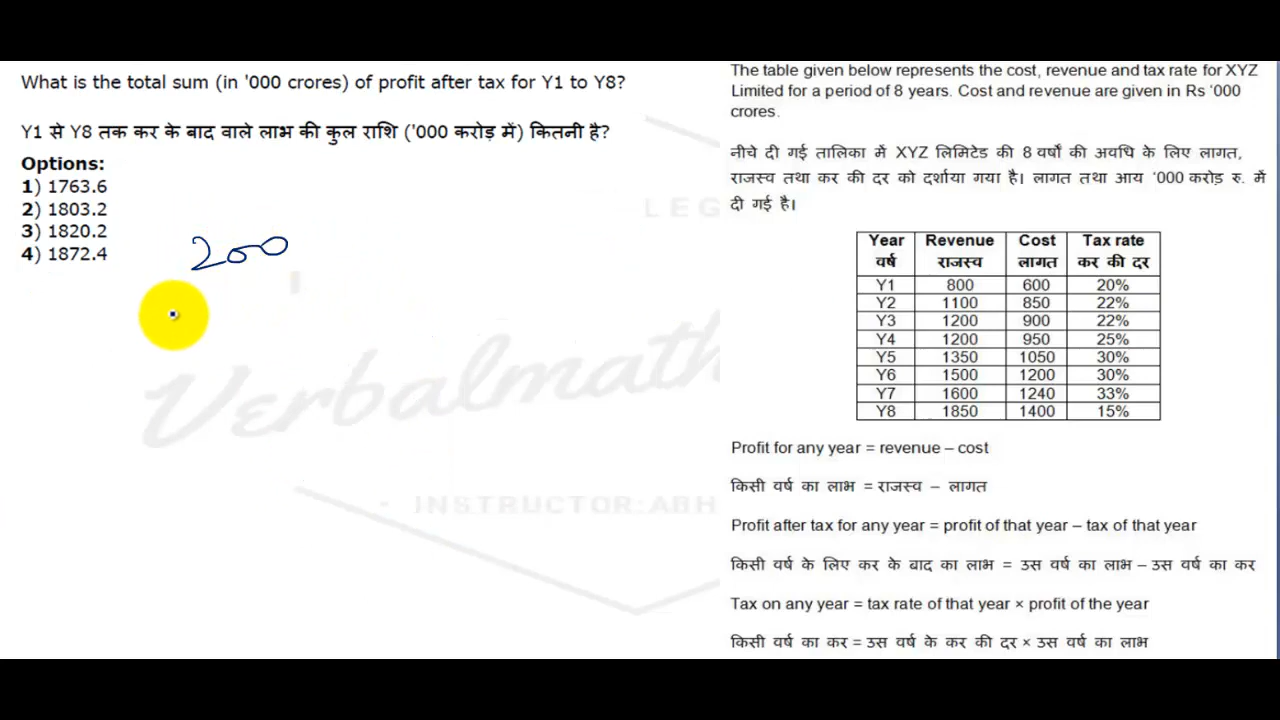 What is the total sum (in '000 crores) of profit after tax for Y1 to Y8?
Y1 से Y8 तक कर के बाद वाले लाभ की कुल राशि ('000 करोड़ में) कितनी है?
Options:
1) 1763.6
2) 1803.2
3) 1820.2
4) 1872.4
200
Verbalmath
LEG
INSTRUCTOR:ABH
The table given below represents the cost, revenue and tax rate for XYZ
Limited for a period of 8 years. Cost and revenue are given in Rs '000
crores.
नीचे दी गई तालिका में XYZ लिमिटेड की 8 वर्षों की अवधि के लिए लागत,
राजस्व तथा कर की दर को दर्शाया गया है। लागत तथा आय '000 करोड़ रु. में
दी गई है।
Year Revenue Cost Tax rate
वर्ष राजस्व लागत कर की दर
Y1 800 600 20%
Y2 1100 850 22%
Y3 1200 900 22%
Y4 1200 950 25%
Y5 1350 1050 30%
Y6 1500 1200 30%
Y7 1600 1240 33%
Y8 1850 1400 15%
Profit for any year = revenue – cost
किसी वर्ष का लाभ = राजस्व – लागत
Profit after tax for any year = profit of that year – tax of that year
किसी वर्ष के लिए कर के बाद का लाभ = उस वर्ष का लाभ – उस वर्ष का कर
Tax on any year = tax rate of that year × profit of the year
किसी वर्ष का कर = उस वर्ष के कर की दर × उस वर्ष का लाभ